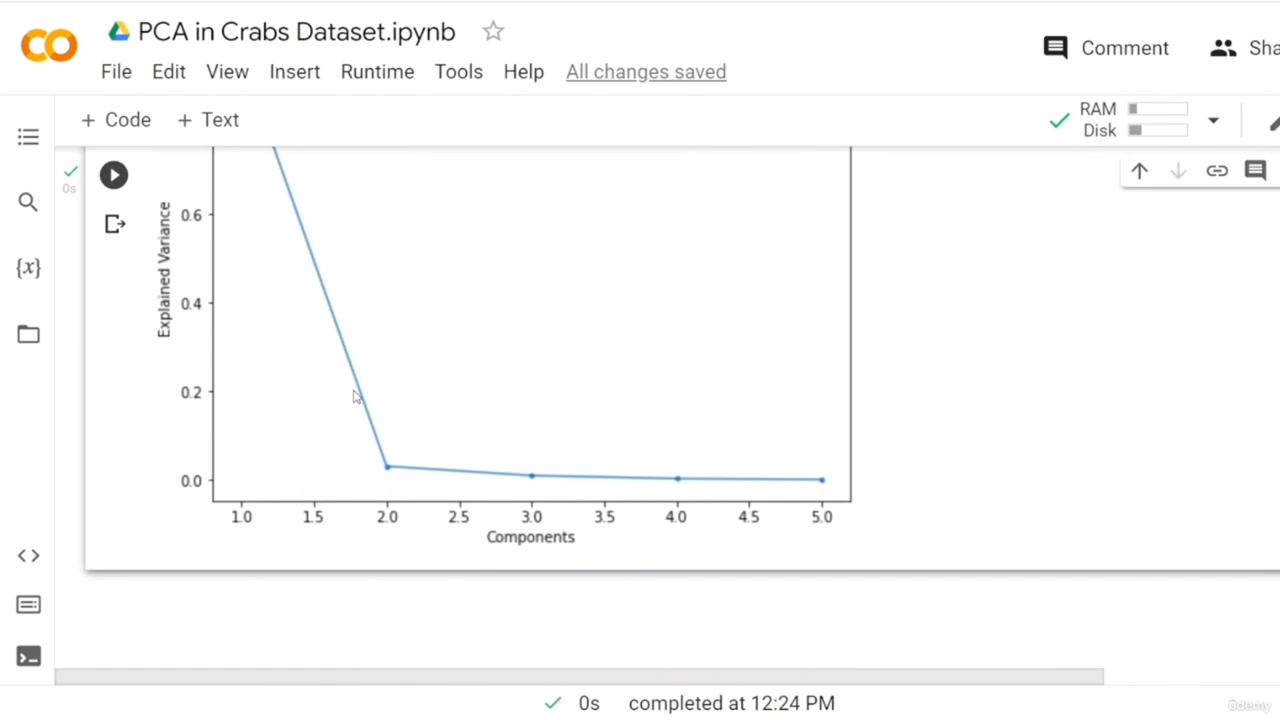 PCA in Crabs Dataset.ipynb
Comment
Sha
File Edit View Insert Runtime Tools Help All changes saved
+ Code + Text
RAM
Disk
0s
{x}
Explained Variance
0.6
0.4
0.2
0.0
1.0 1.5 2.0 2.5 3.0 3.5 4.0 4.5 5.0
Components
0s completed at 12:24 PM
ûdemy